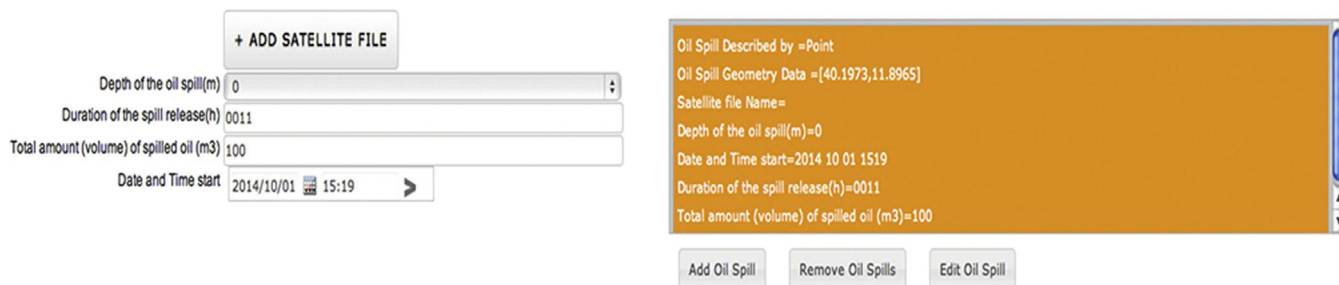 + ADD SATELLITE FILE
Depth of the oil spill(m) 0
Duration of the spill release(h) 0011
Total amount (volume) of spilled oil (m3) 100
Date and Time start 2014/10/01 15:19 >
Oil Spill Described by =Point
Oil Spill Geometry Data =[40.1973,11.8965]
Satellite file Name=
Depth of the oil spill(m)=0
Date and Time start=2014 10 01 1519
Duration of the spill release(h)=0011
Total amount (volume) of spilled oil (m3)=100
Add Oil Spill Remove Oil Spills Edit Oil Spill